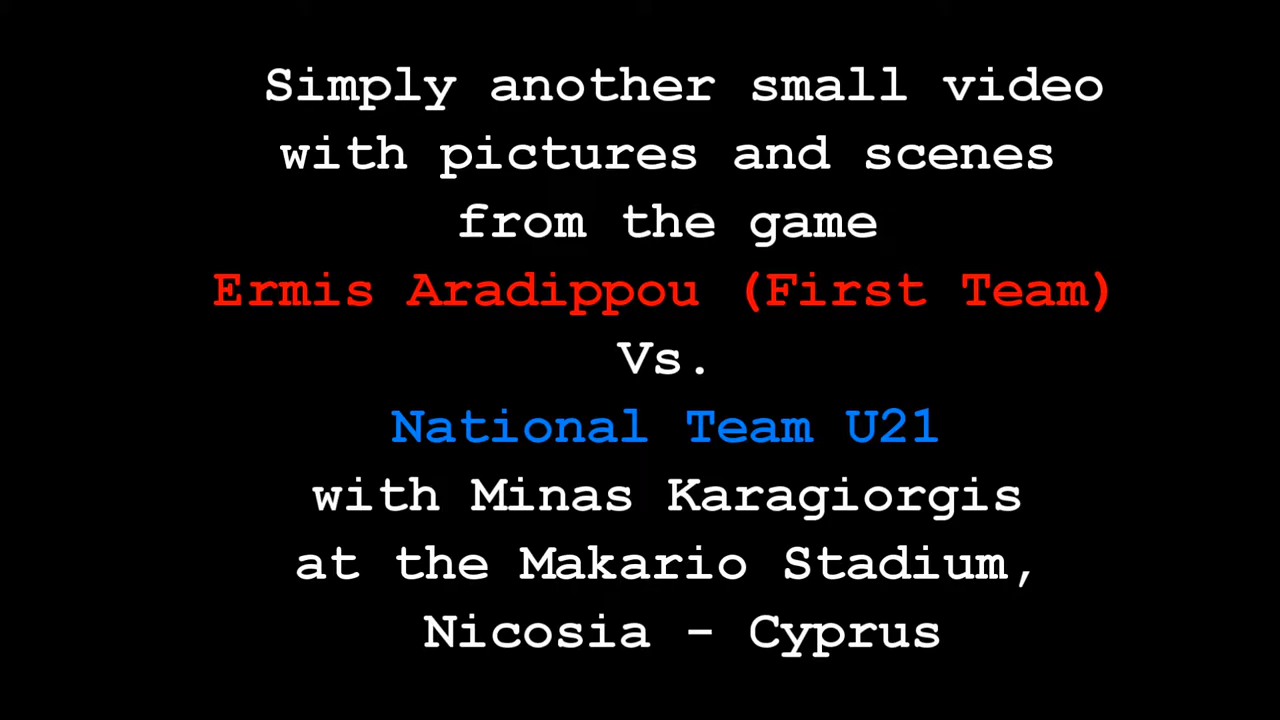 Simply another small video
with pictures and scenes
from the game
Ermis Aradippou (First Team)
Vs.
National Team U21
with Minas Karagiorgis
at the Makario Stadium,
Nicosia - Cyprus